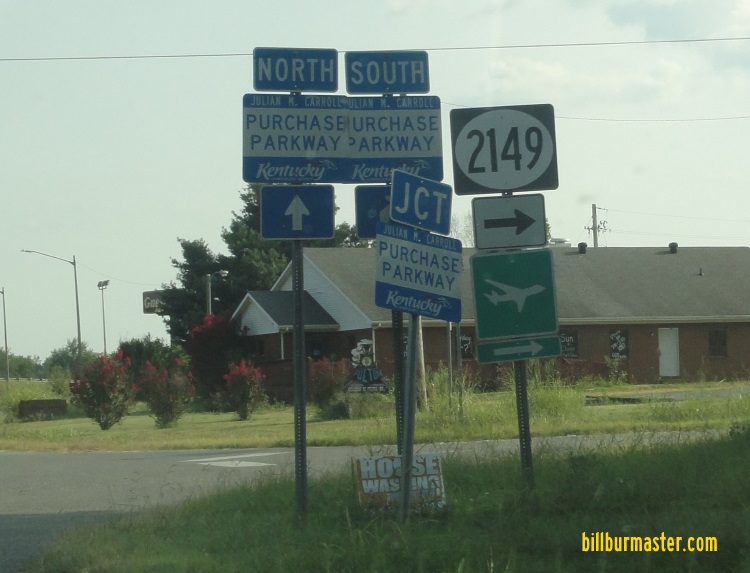 NORTH
JULIAN M. CARROLL
PURCHASE
PARKWAY
Kentucky
SOUTH
JULIAN M. CARROLL
PURCHASE
PARKWAY
Kentucky
JCT
JULIAN M. CARROLL
PURCHASE
PARKWAY
Kentucky
2149
HOUSE
WASHING
billburmaster.com